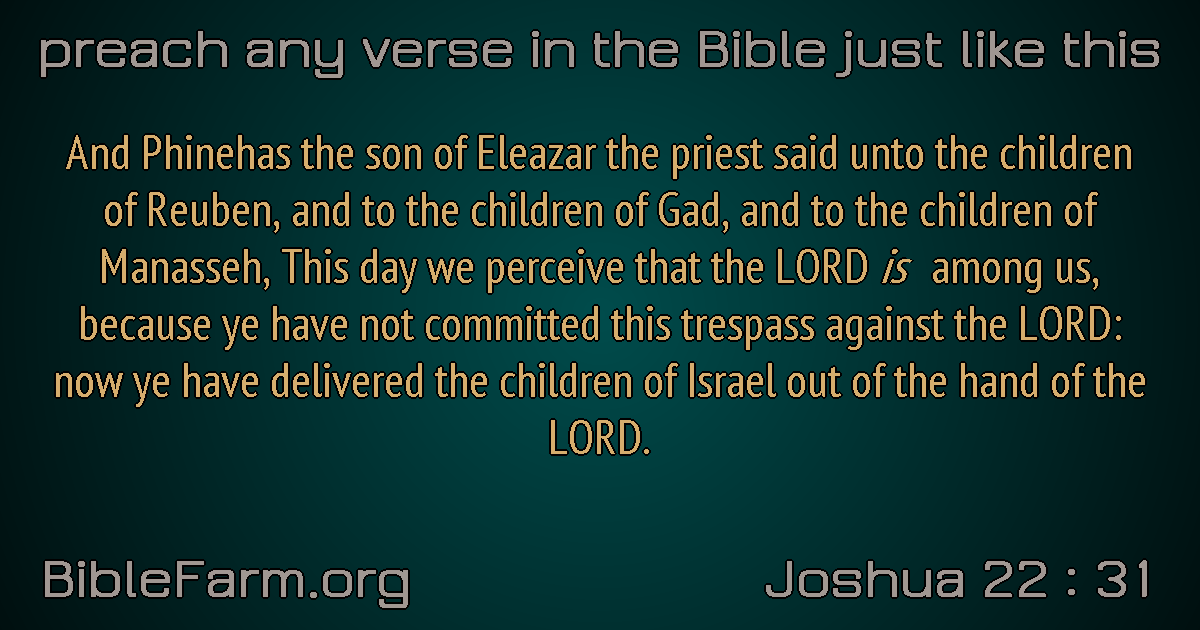 preach any verse in the Bible just like this
And Phinehas the son of Eleazar the priest said unto the children
of Reuben, and to the children of Gad, and to the children of
Manasseh, This day we perceive that the LORD is among us,
because ye have not committed this trespass against the LORD:
now ye have delivered the children of Israel out of the hand of the
LORD.
BibleFarm.org
Joshua 22 : 31